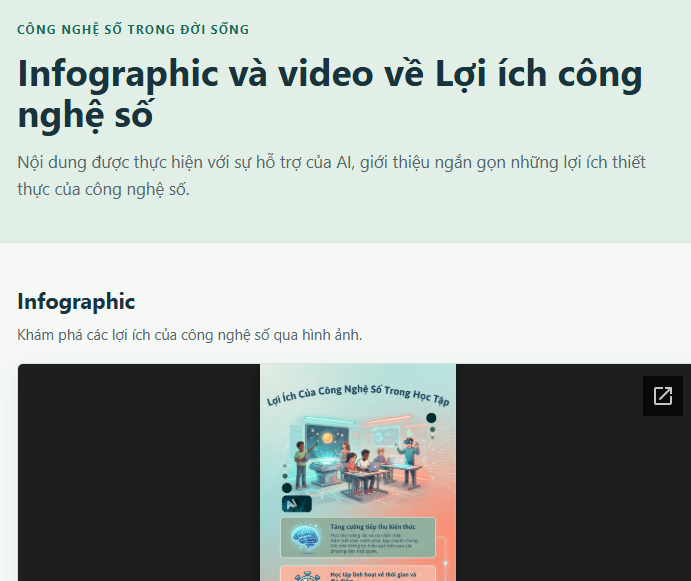 CÔNG NGHỆ SỐ TRONG ĐỜI SỐNG
Infographic và video về Lợi ích công
nghệ số
Nội dung được thực hiện với sự hỗ trợ của AI, giới thiệu ngắn gọn những lợi ích thiết
thực của công nghệ số.
Infographic
Khám phá các lợi ích của công nghệ số qua hình ảnh.
Lợi Ích Của Công Nghệ Số Trong Học Tập
AI
Tăng cường tiếp thu kiến thức
Học tập linh hoạt về thời gian và